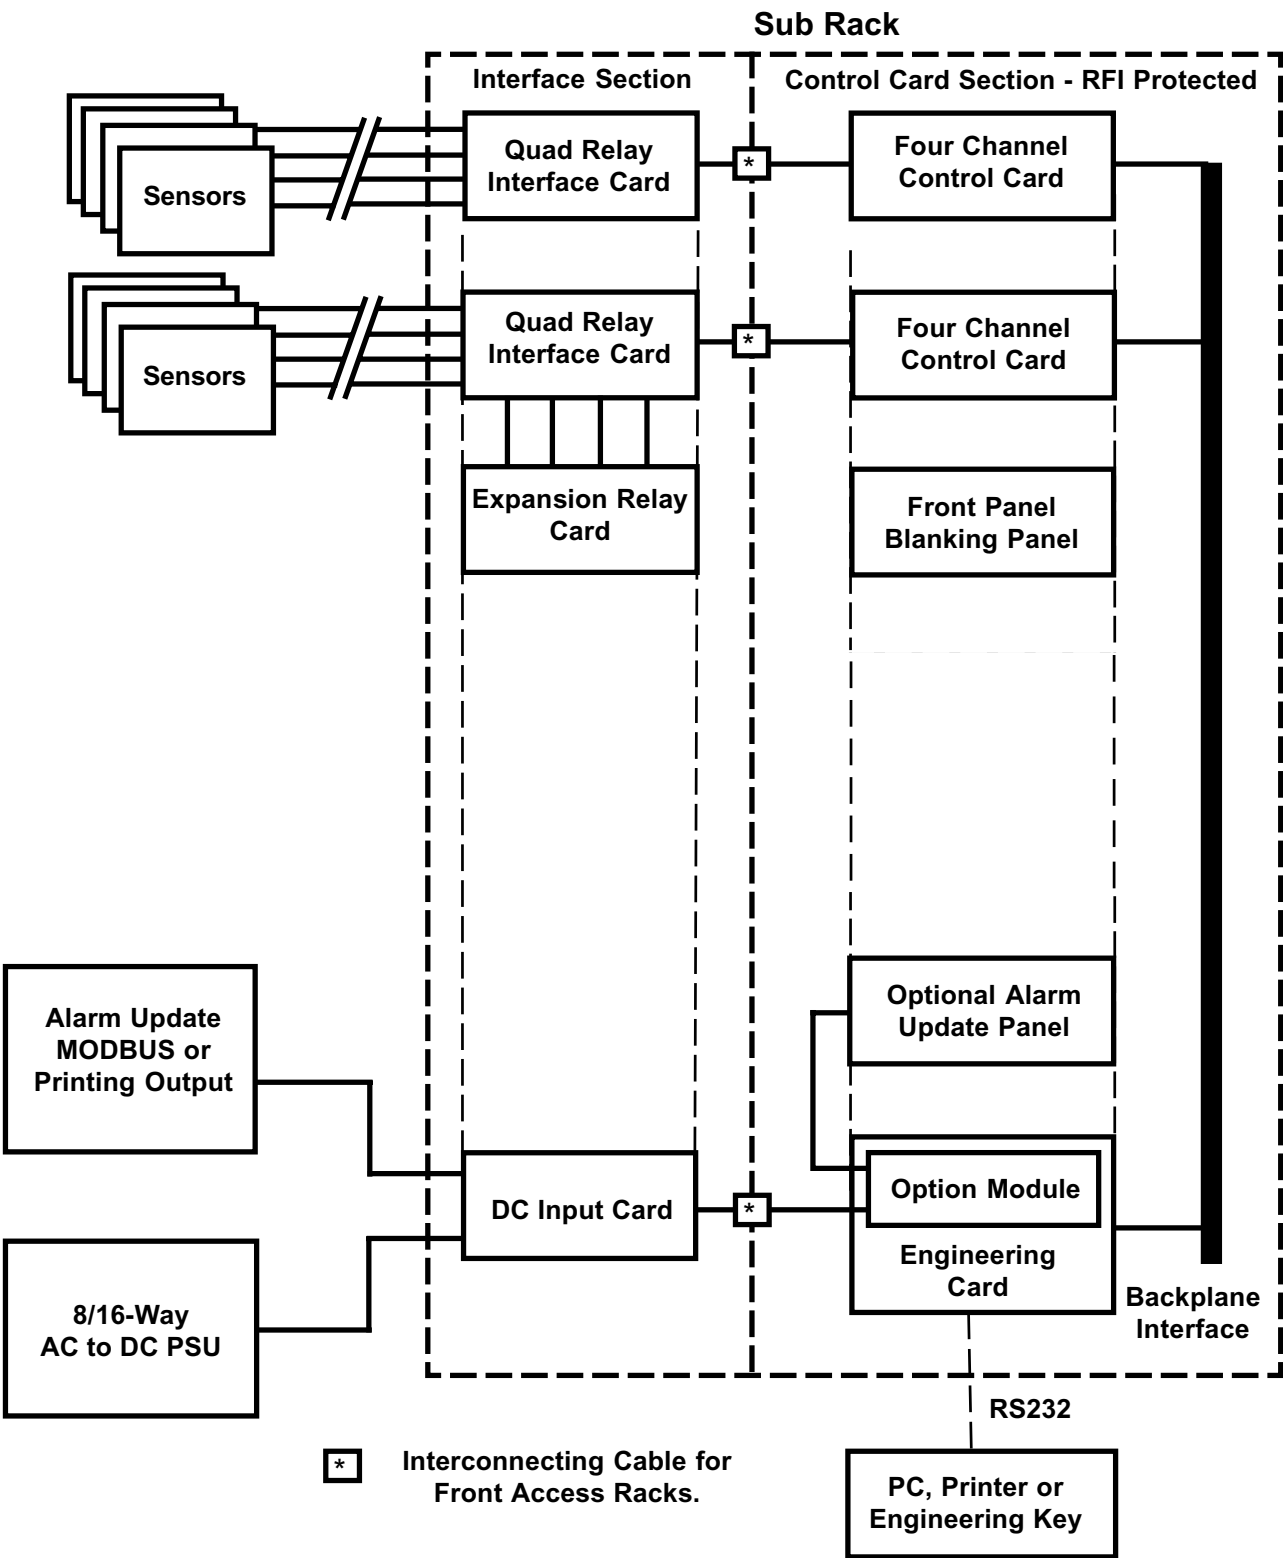 Sub Rack
Interface Section
Control Card Section - RFI Protected
Sensors
Quad Relay
Interface Card
*
Four Channel
Control Card
Sensors
Quad Relay
Interface Card
*
Four Channel
Control Card
Expansion Relay
Card
Front Panel
Blanking Panel
Alarm Update
MODBUS or
Printing Output
Optional Alarm
Update Panel
DC Input Card
*
Option Module
Engineering
Card
8/16-Way
AC to DC PSU
Backplane
Interface
RS232
*
Interconnecting Cable for
Front Access Racks.
PC, Printer or
Engineering Key